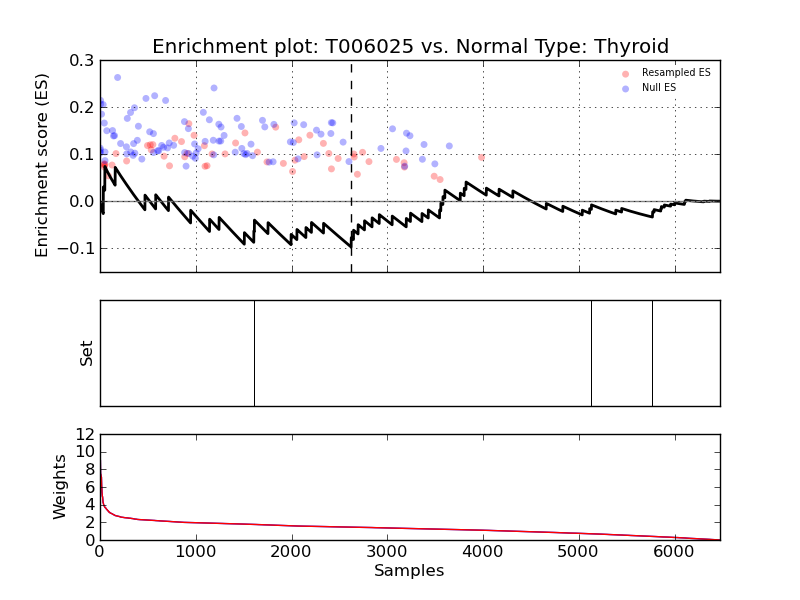 Enrichment plot: T006025 vs. Normal Type: Thyroid
Enrichment score (ES)
0.3
0.2
0.1
0.0
−0.1
Resampled ES
Null ES
Set
Weights
12
10
8
6
4
2
0
0 1000 2000 3000 4000 5000 6000
Samples